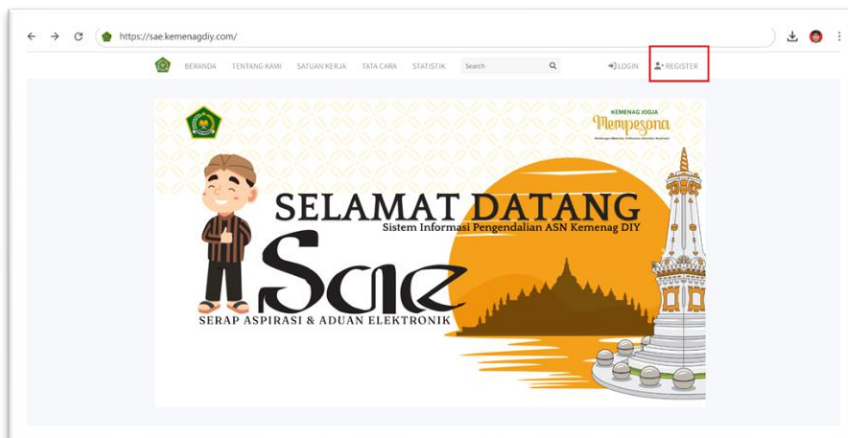 https://sae.kemenagdiy.com/
BERANDA TENTANG KAMI SATUAN KERJA TATA CARA STATISTIK Search LOGIN REGISTER
KEMENAG JOGJA
Mempesona
SELAMAT DATANG
Sistem Informasi Pengendalian ASN Kemenag DIY
Sae
SERAP ASPIRASI & ADUAN ELEKTRONIK